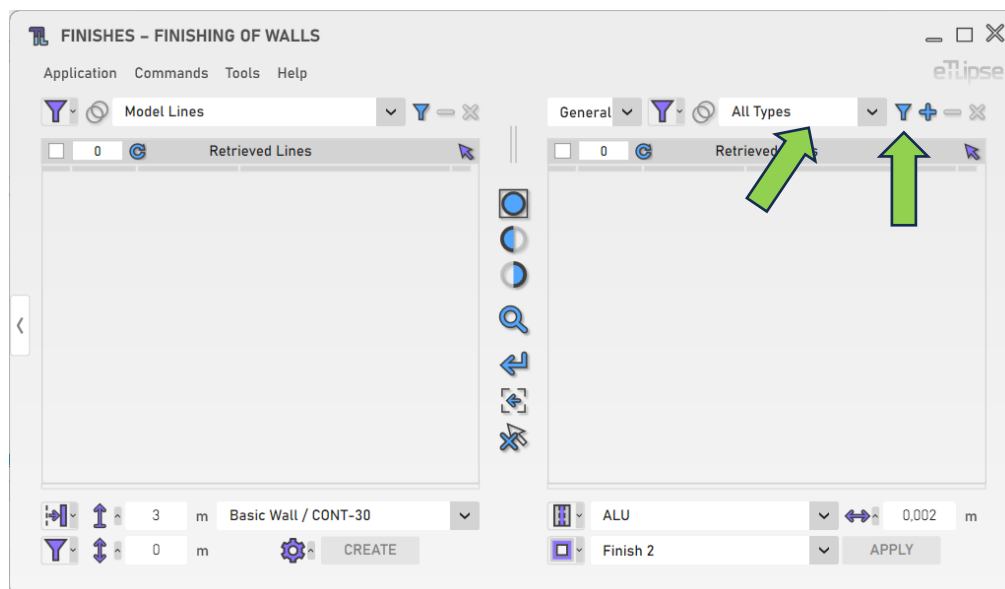 FINISHES – FINISHING OF WALLS
Application Commands Tools Help
eTLipse
Model Lines
General
All Types
0 Retrieved Lines
0 Retrieved
3 m Basic Wall / CONT-30
ALU
0,002 m
0 m CREATE
Finish 2
APPLY